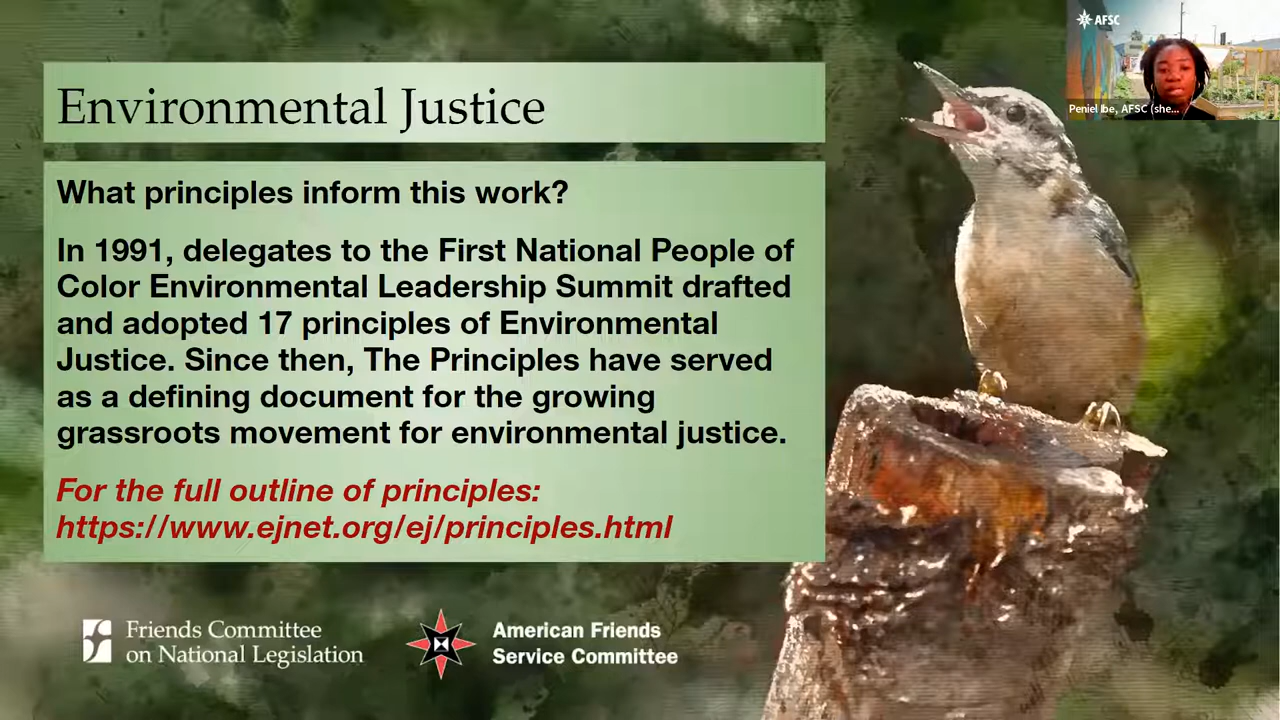 Environmental Justice
What principles inform this work?
In 1991, delegates to the First National People of
Color Environmental Leadership Summit drafted
and adopted 17 principles of Environmental
Justice. Since then, The Principles have served
as a defining document for the growing
grassroots movement for environmental justice.
For the full outline of principles:
https://www.ejnet.org/ej/principles.html
Friends Committee
on National Legislation
American Friends
Service Committee
AFSC
Peniel Ibe, AFSC (she...